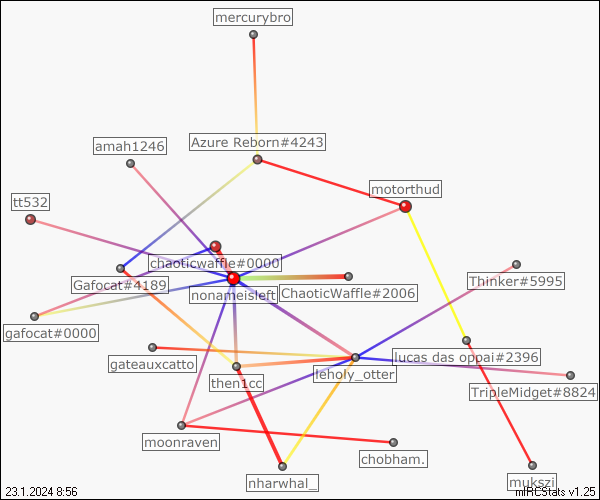 mercurybro
Azure Reborn#4243
amah1246
motorthud
tt532
chaoticwaffle#0000
Gafocat#4189
Thinker#5995
nonameisleft
ChaoticWaffle#2006
gafocat#0000
lucas das oppai#2396
gateauxcatto
leholy_otter
then1cc
TripleMidget#8824
moonraven
chobham.
nharwhal_
mukszi
23.1.2024 8:56
mIRCStats v1.25